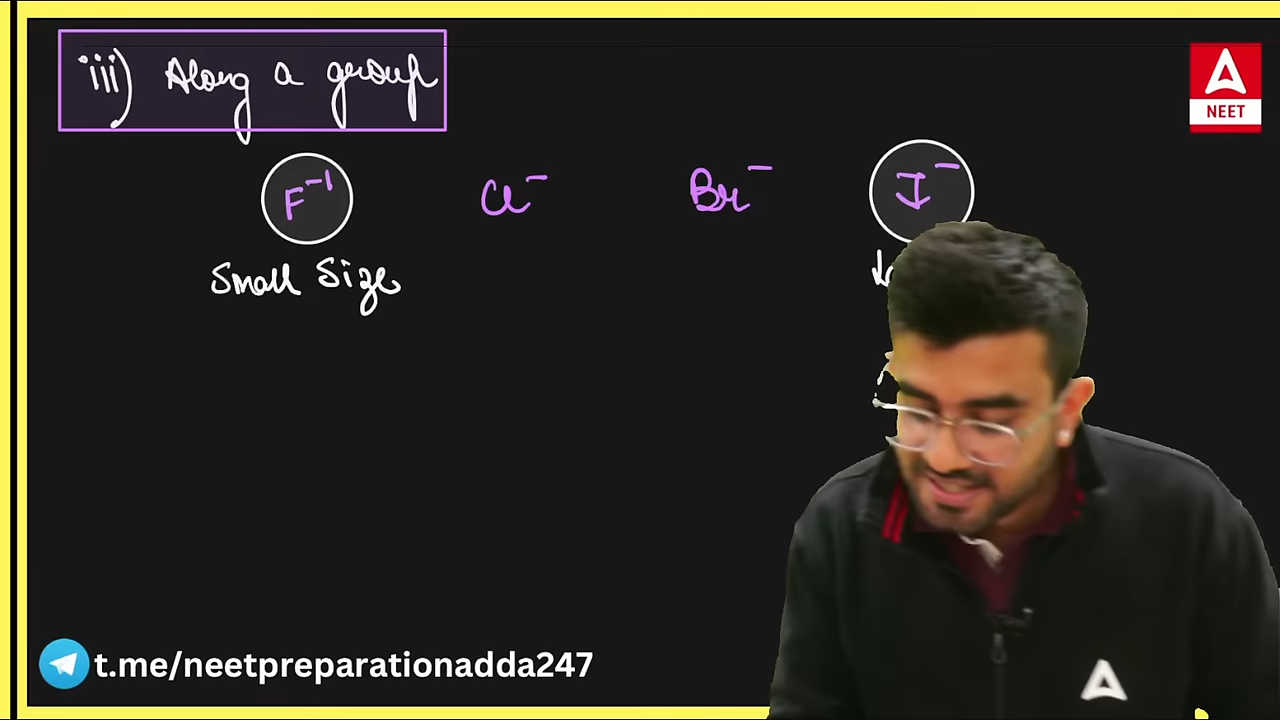 iii) Along a group
NEET
F⁻¹ Cl⁻ Br⁻ I⁻
Small Size
t.me/neetpreparationadda247